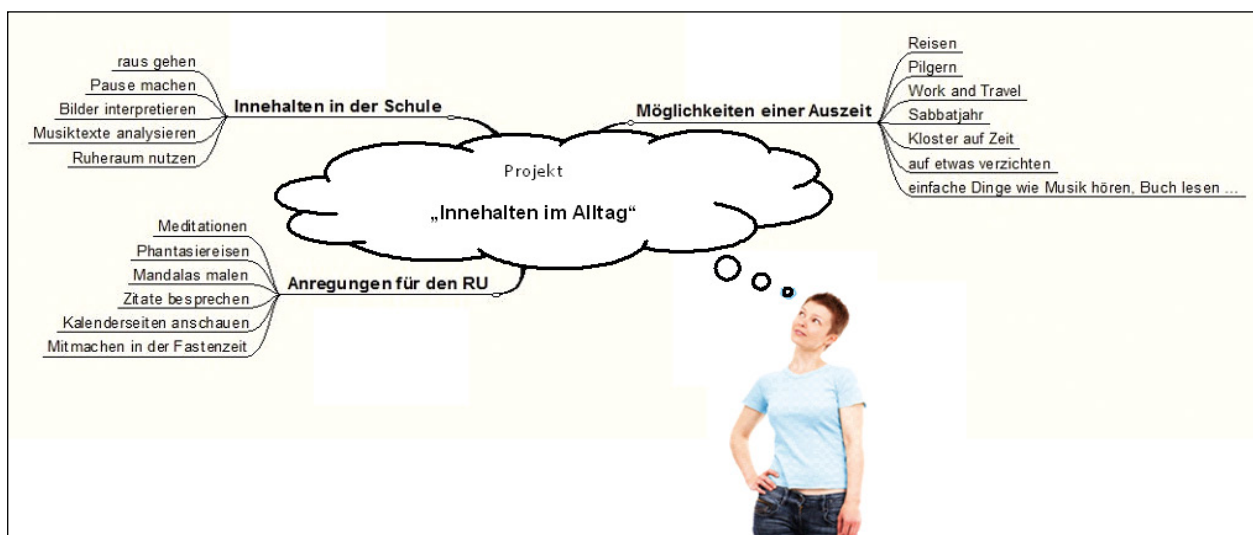 Projekt
„Innehalten im Alltag“
Innehalten in der Schule
raus gehen
Pause machen
Bilder interpretieren
Musiktexte analysieren
Ruheraum nutzen
Möglichkeiten einer Auszeit
Reisen
Pilgern
Work and Travel
Sabbatjahr
Kloster auf Zeit
auf etwas verzichten
einfache Dinge wie Musik hören, Buch lesen ...
Anregungen für den RU
Meditationen
Phantasiereisen
Mandalas malen
Zitate besprechen
Kalenderseiten anschauen
Mitmachen in der Fastenzeit